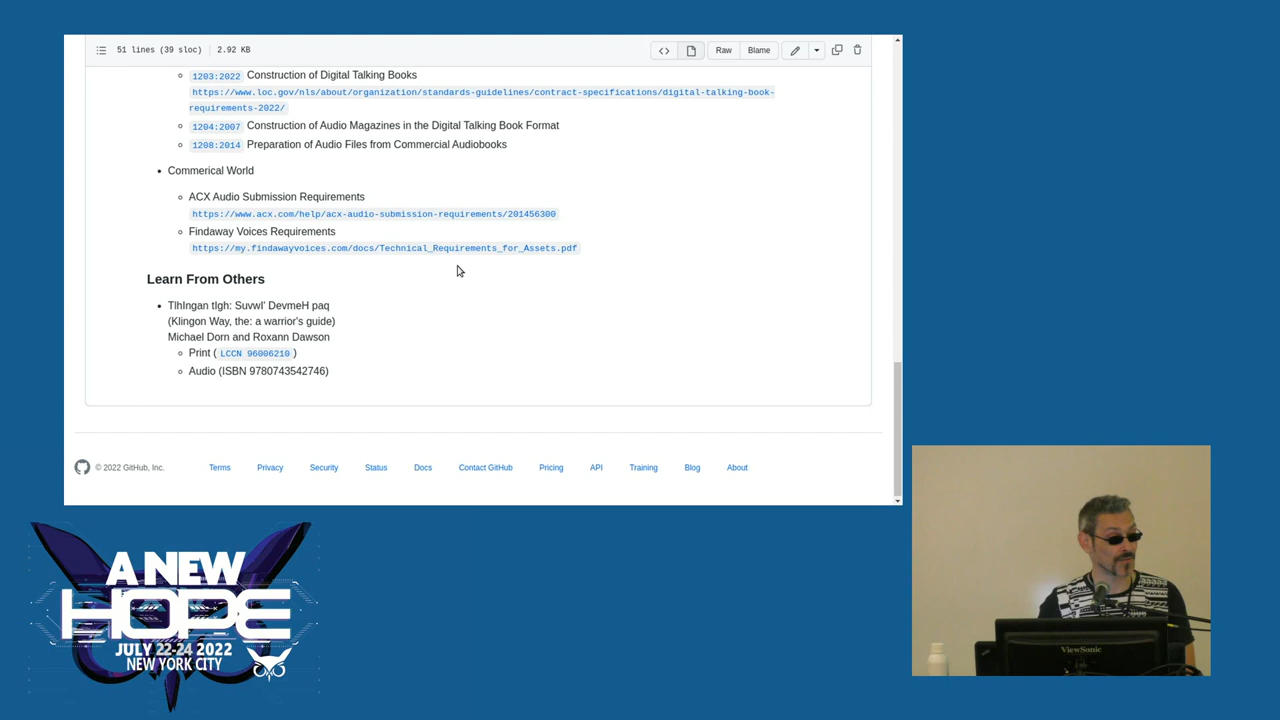 51 lines (39 sloc) 2.92 KB
Raw Blame
1203:2022 Construction of Digital Talking Books
https://www.loc.gov/nls/about/organization/standards-guidelines/contract-specifications/digital-talking-book-
requirements-2022/
1204:2007 Construction of Audio Magazines in the Digital Talking Book Format
1208:2014 Preparation of Audio Files from Commercial Audiobooks
Commerical World
ACX Audio Submission Requirements
https://www.acx.com/help/acx-audio-submission-requirements/201456300
Findaway Voices Requirements
https://my.findawayvoices.com/docs/Technical_Requirements_for_Assets.pdf
Learn From Others
TlhIngan tIgh: SuvwI' DevmeH paq
(Klingon Way, the: a warrior's guide)
Michael Dorn and Roxann Dawson
Print ( LCCN 96006210 )
Audio (ISBN 9780743542746)
© 2022 GitHub, Inc. Terms Privacy Security Status Docs Contact GitHub Pricing API Training Blog About
A NEW
HOPE
JULY 22-24 2022
NEW YORK CITY
ViewSonic